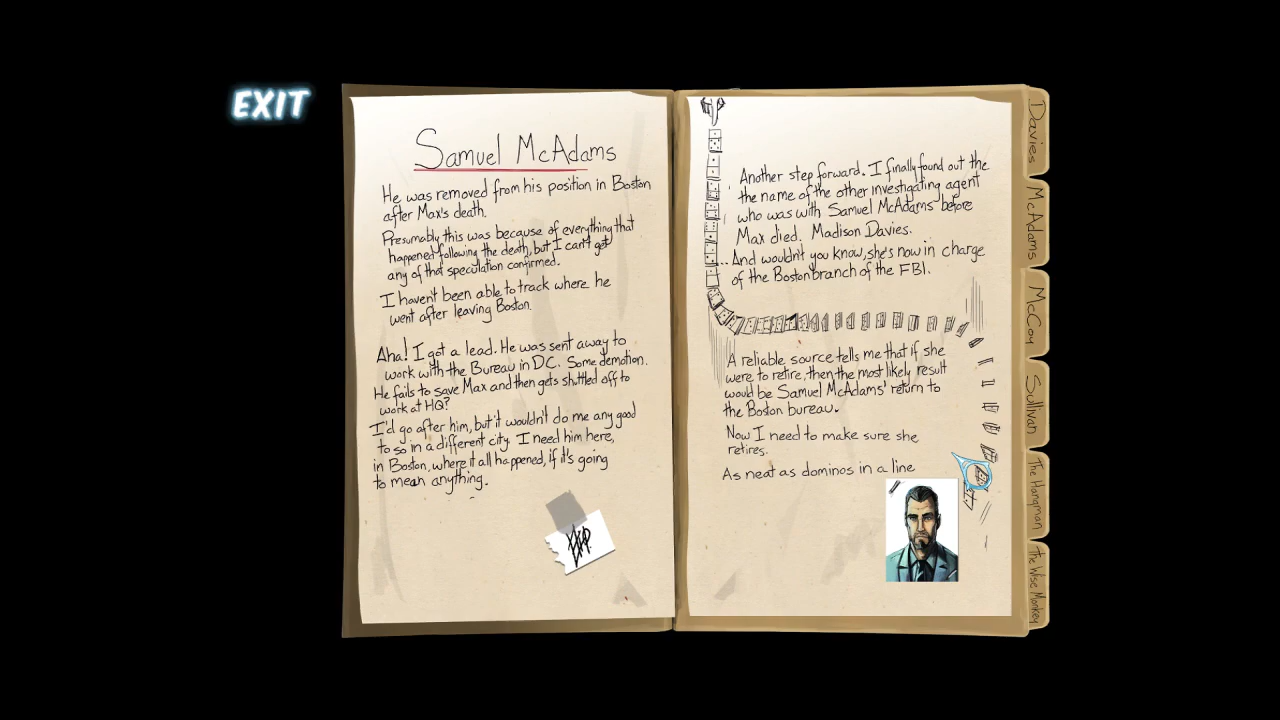 EXIT
Samuel McAdams
He was removed from his position in Boston
after Max's death.
Presumably this was because of everything that
happened following the death, but I can't get
any of that speculation confirmed.
I haven't been able to track where he
went after leaving Boston.
Aha! I got a lead. He was sent away to
work with the Bureau in DC. Some demotion.
He fails to save Max and then gets shuttled off to
work at HQ?
I'd go after him, but it wouldn't do me any good
to so in a different city. I need him here,
in Boston, where it all happened, if it's going
to mean anything.
Another step forward. I finally found out the
the name of the other investigating agent
who was with Samuel McAdams before
Max died. Madison Davies.
...And wouldn't you know, she's now in charge
of the Boston branch of the FBI.
A reliable source tells me that if she
were to retire, then the most likely result
would be Samuel McAdams' return to
the Boston bureau.
Now I need to make sure she
retires.
As neat as dominos in a line
Davies
McAdams
McCoy
Sullivan
The Hangman
The Wise Monkey